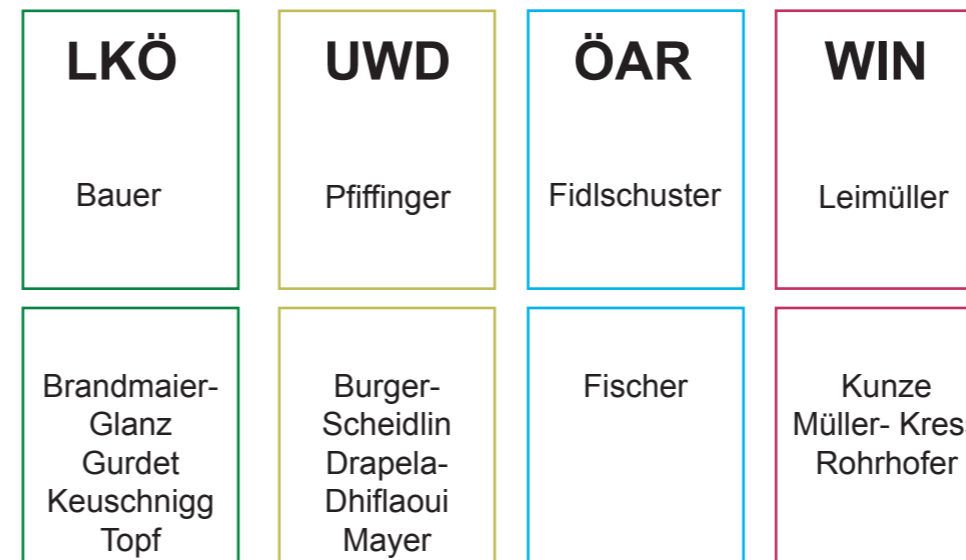 LKÖ
Bauer
UWD
Pfiffinger
ÖAR
Fidlschuster
WIN
Leimüller
Brandmaier-
Glanz
Gurdet
Keuschnigg
Topf
Burger-
Scheidlin
Drapela-
Dhiflaoui
Mayer
Fischer
Kunze
Müller- Kres
Rohrhofer